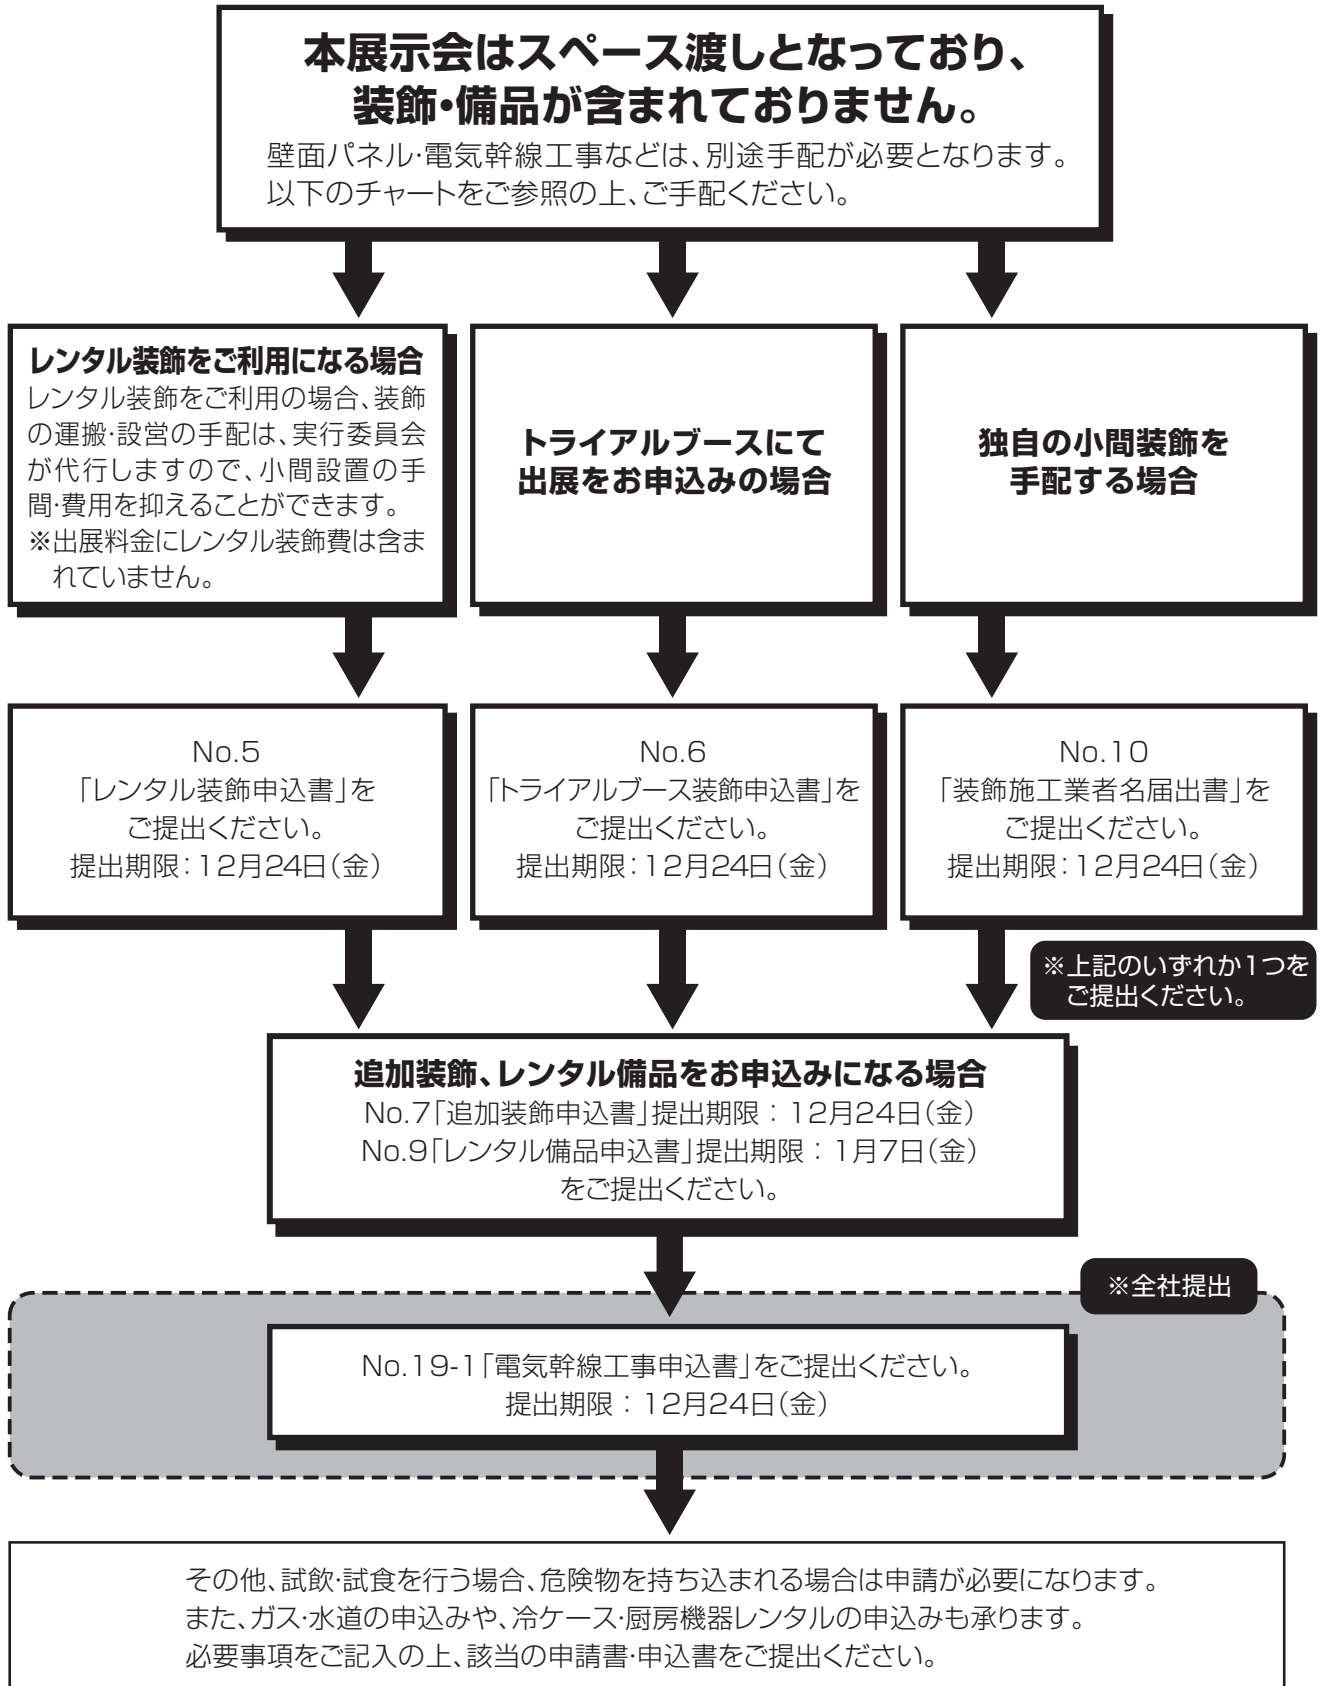 本展示会はスペース渡しとなっており、
装飾・備品が含まれておりません。
壁面パネル・電気幹線工事などは、別途手配が必要となります。
以下のチャートをご参照の上、ご手配ください。
レンタル装飾をご利用になる場合
レンタル装飾をご利用の場合、装飾
の運搬・設営の手配は、実行委員会
が代行しますので、小間設置の手
間・費用を抑えることができます。
※出展料金にレンタル装飾費は含ま
れていません。
トライアルブースにて
出展をお申込みの場合
独自の小間装飾を
手配する場合
No.5
「レンタル装飾申込書」を
ご提出ください。
提出期限：12月24日（金）
No.6
「トライアルブース装飾申込書」を
ご提出ください。
提出期限：12月24日（金）
No.10
「装飾施工業者名届出書」を
ご提出ください。
提出期限：12月24日（金）
※上記のいずれか1つを
ご提出ください。
追加装飾、レンタル備品をお申込みになる場合
No.7「追加装飾申込書」提出期限：12月24日（金）
No.9「レンタル備品申込書」提出期限：1月7日（金）
をご提出ください。
※全社提出
No.19-1「電気幹線工事申込書」をご提出ください。
提出期限：12月24日（金）
その他、試飲・試食を行う場合、危険物を持ち込まれる場合は申請が必要になります。
また、ガス・水道の申込みや、冷ケース・厨房機器レンタルの申込みも承ります。
必要事項をご記入の上、該当の申請書・申込書をご提出ください。